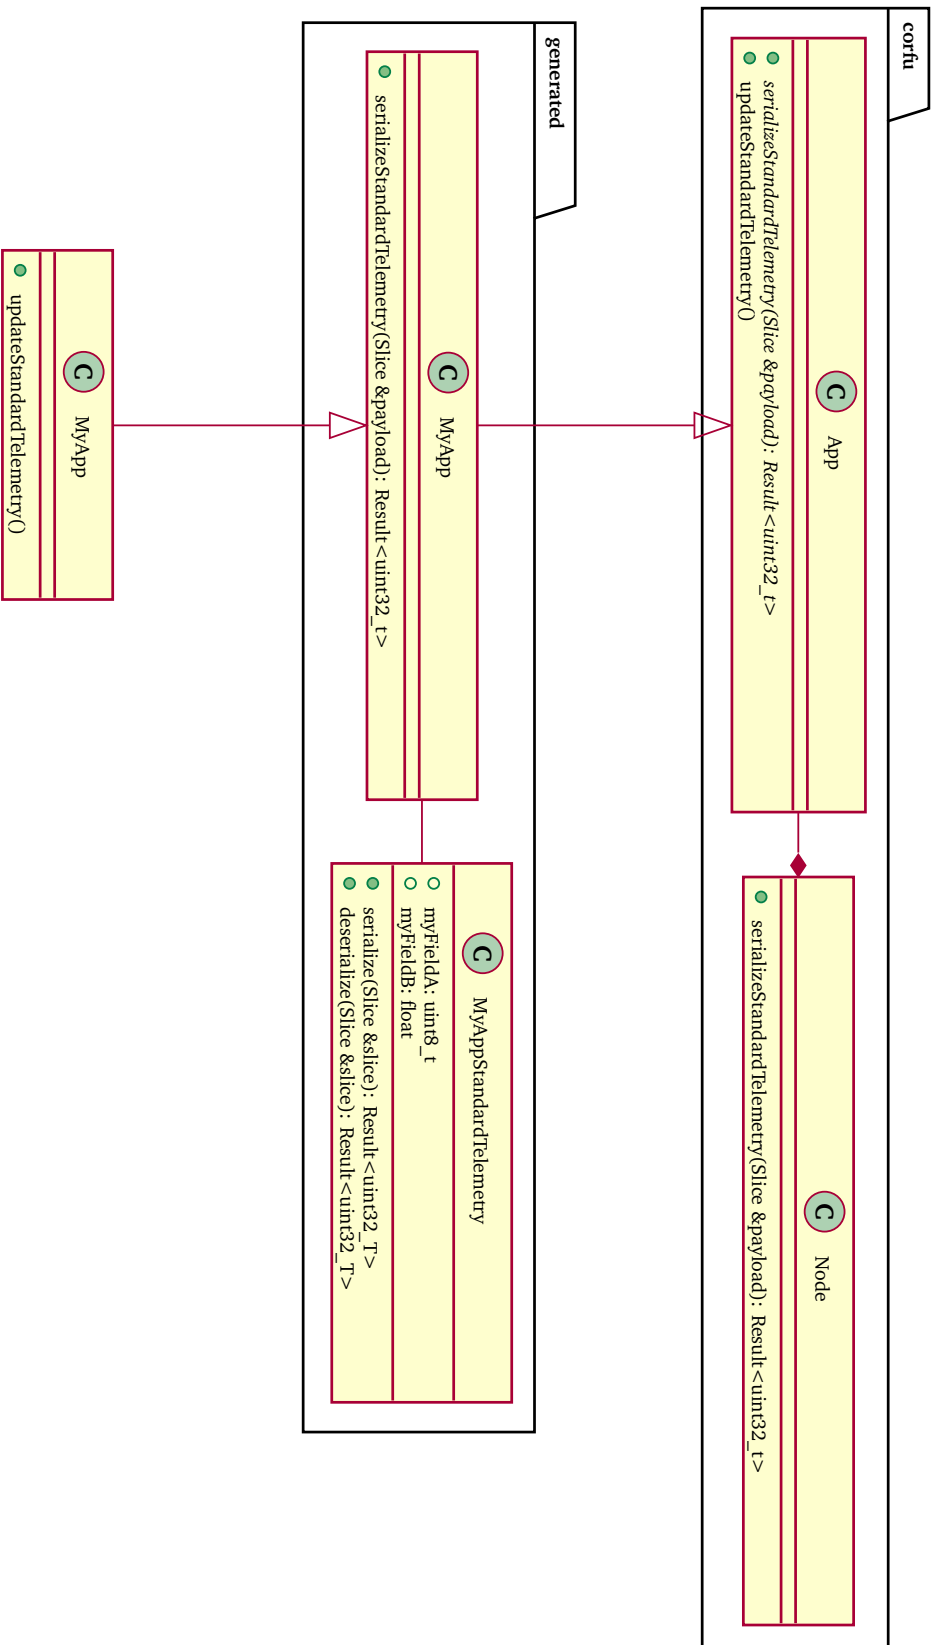 corfu
C App
serializeStandardTelemetry(Slice &payload): Result<uint32_t>
updateStandardTelemetry()
C Node
serializeStandardTelemetry(Slice &payload): Result<uint32_t>
generated
C MyApp
serializeStandardTelemetry(Slice &payload): Result<uint32_t>
C MyAppStandardTelemetry
myFieldA: uint8_t
myFieldB: float
serialize(Slice &slice): Result<uint32_T>
deserialize(Slice &slice): Result<uint32_T>
C MyApp
updateStandardTelemetry()